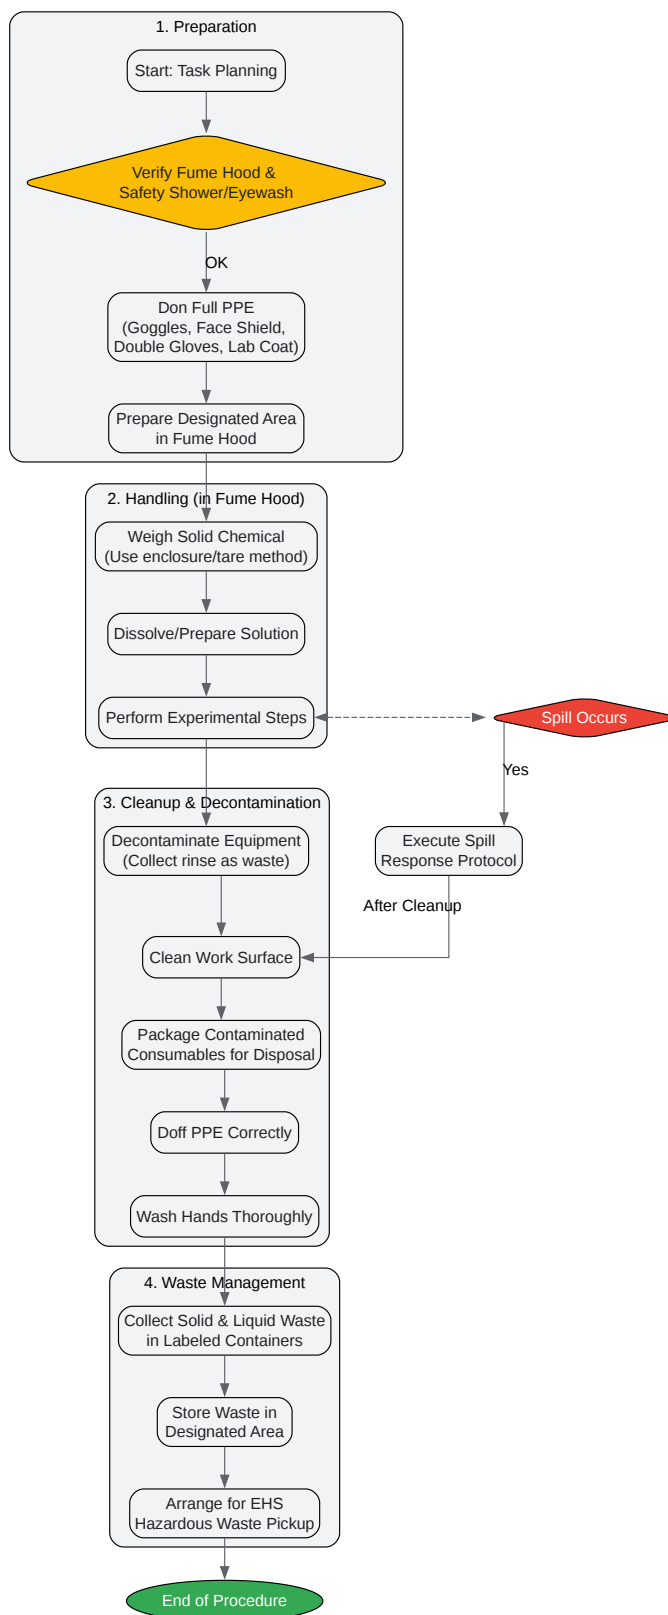 1. Preparation
Start: Task Planning
Verify Fume Hood &
Safety Shower/Eyewash
OK
Don Full PPE
(Goggles, Face Shield,
Double Gloves, Lab Coat)
Prepare Designated Area
in Fume Hood
2. Handling (in Fume Hood)
Weigh Solid Chemical
(Use enclosure/tare method)
Dissolve/Prepare Solution
Perform Experimental Steps
Spill Occurs
Yes
3. Cleanup & Decontamination
Decontaminate Equipment
(Collect rinse as waste)
Execute Spill
Response Protocol
After Cleanup
Clean Work Surface
Package Contaminated
Consumables for Disposal
Doff PPE Correctly
Wash Hands Thoroughly
4. Waste Management
Collect Solid & Liquid Waste
in Labeled Containers
Store Waste in
Designated Area
Arrange for EHS
Hazardous Waste Pickup
End of Procedure